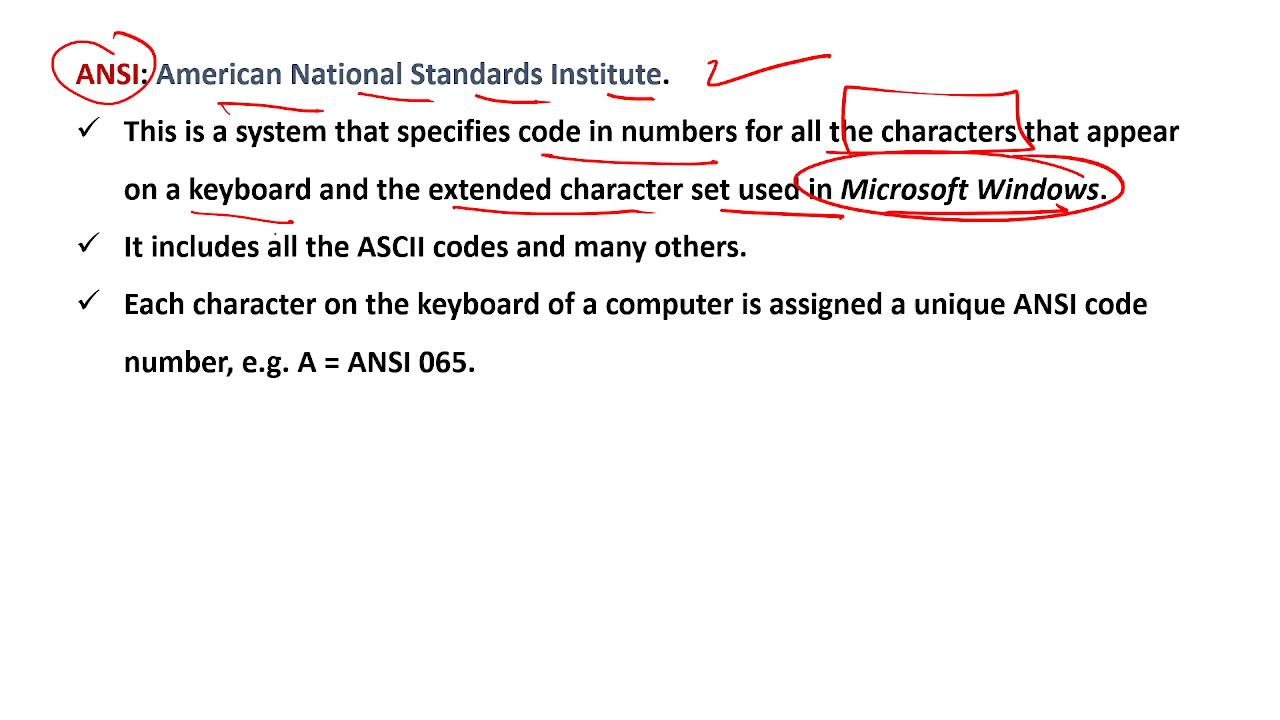 ANSI: American National Standards Institute.
✓ This is a system that specifies code in numbers for all the characters that appear
on a keyboard and the extended character set used in Microsoft Windows.
✓ It includes all the ASCII codes and many others.
✓ Each character on the keyboard of a computer is assigned a unique ANSI code
number, e.g. A = ANSI 065.